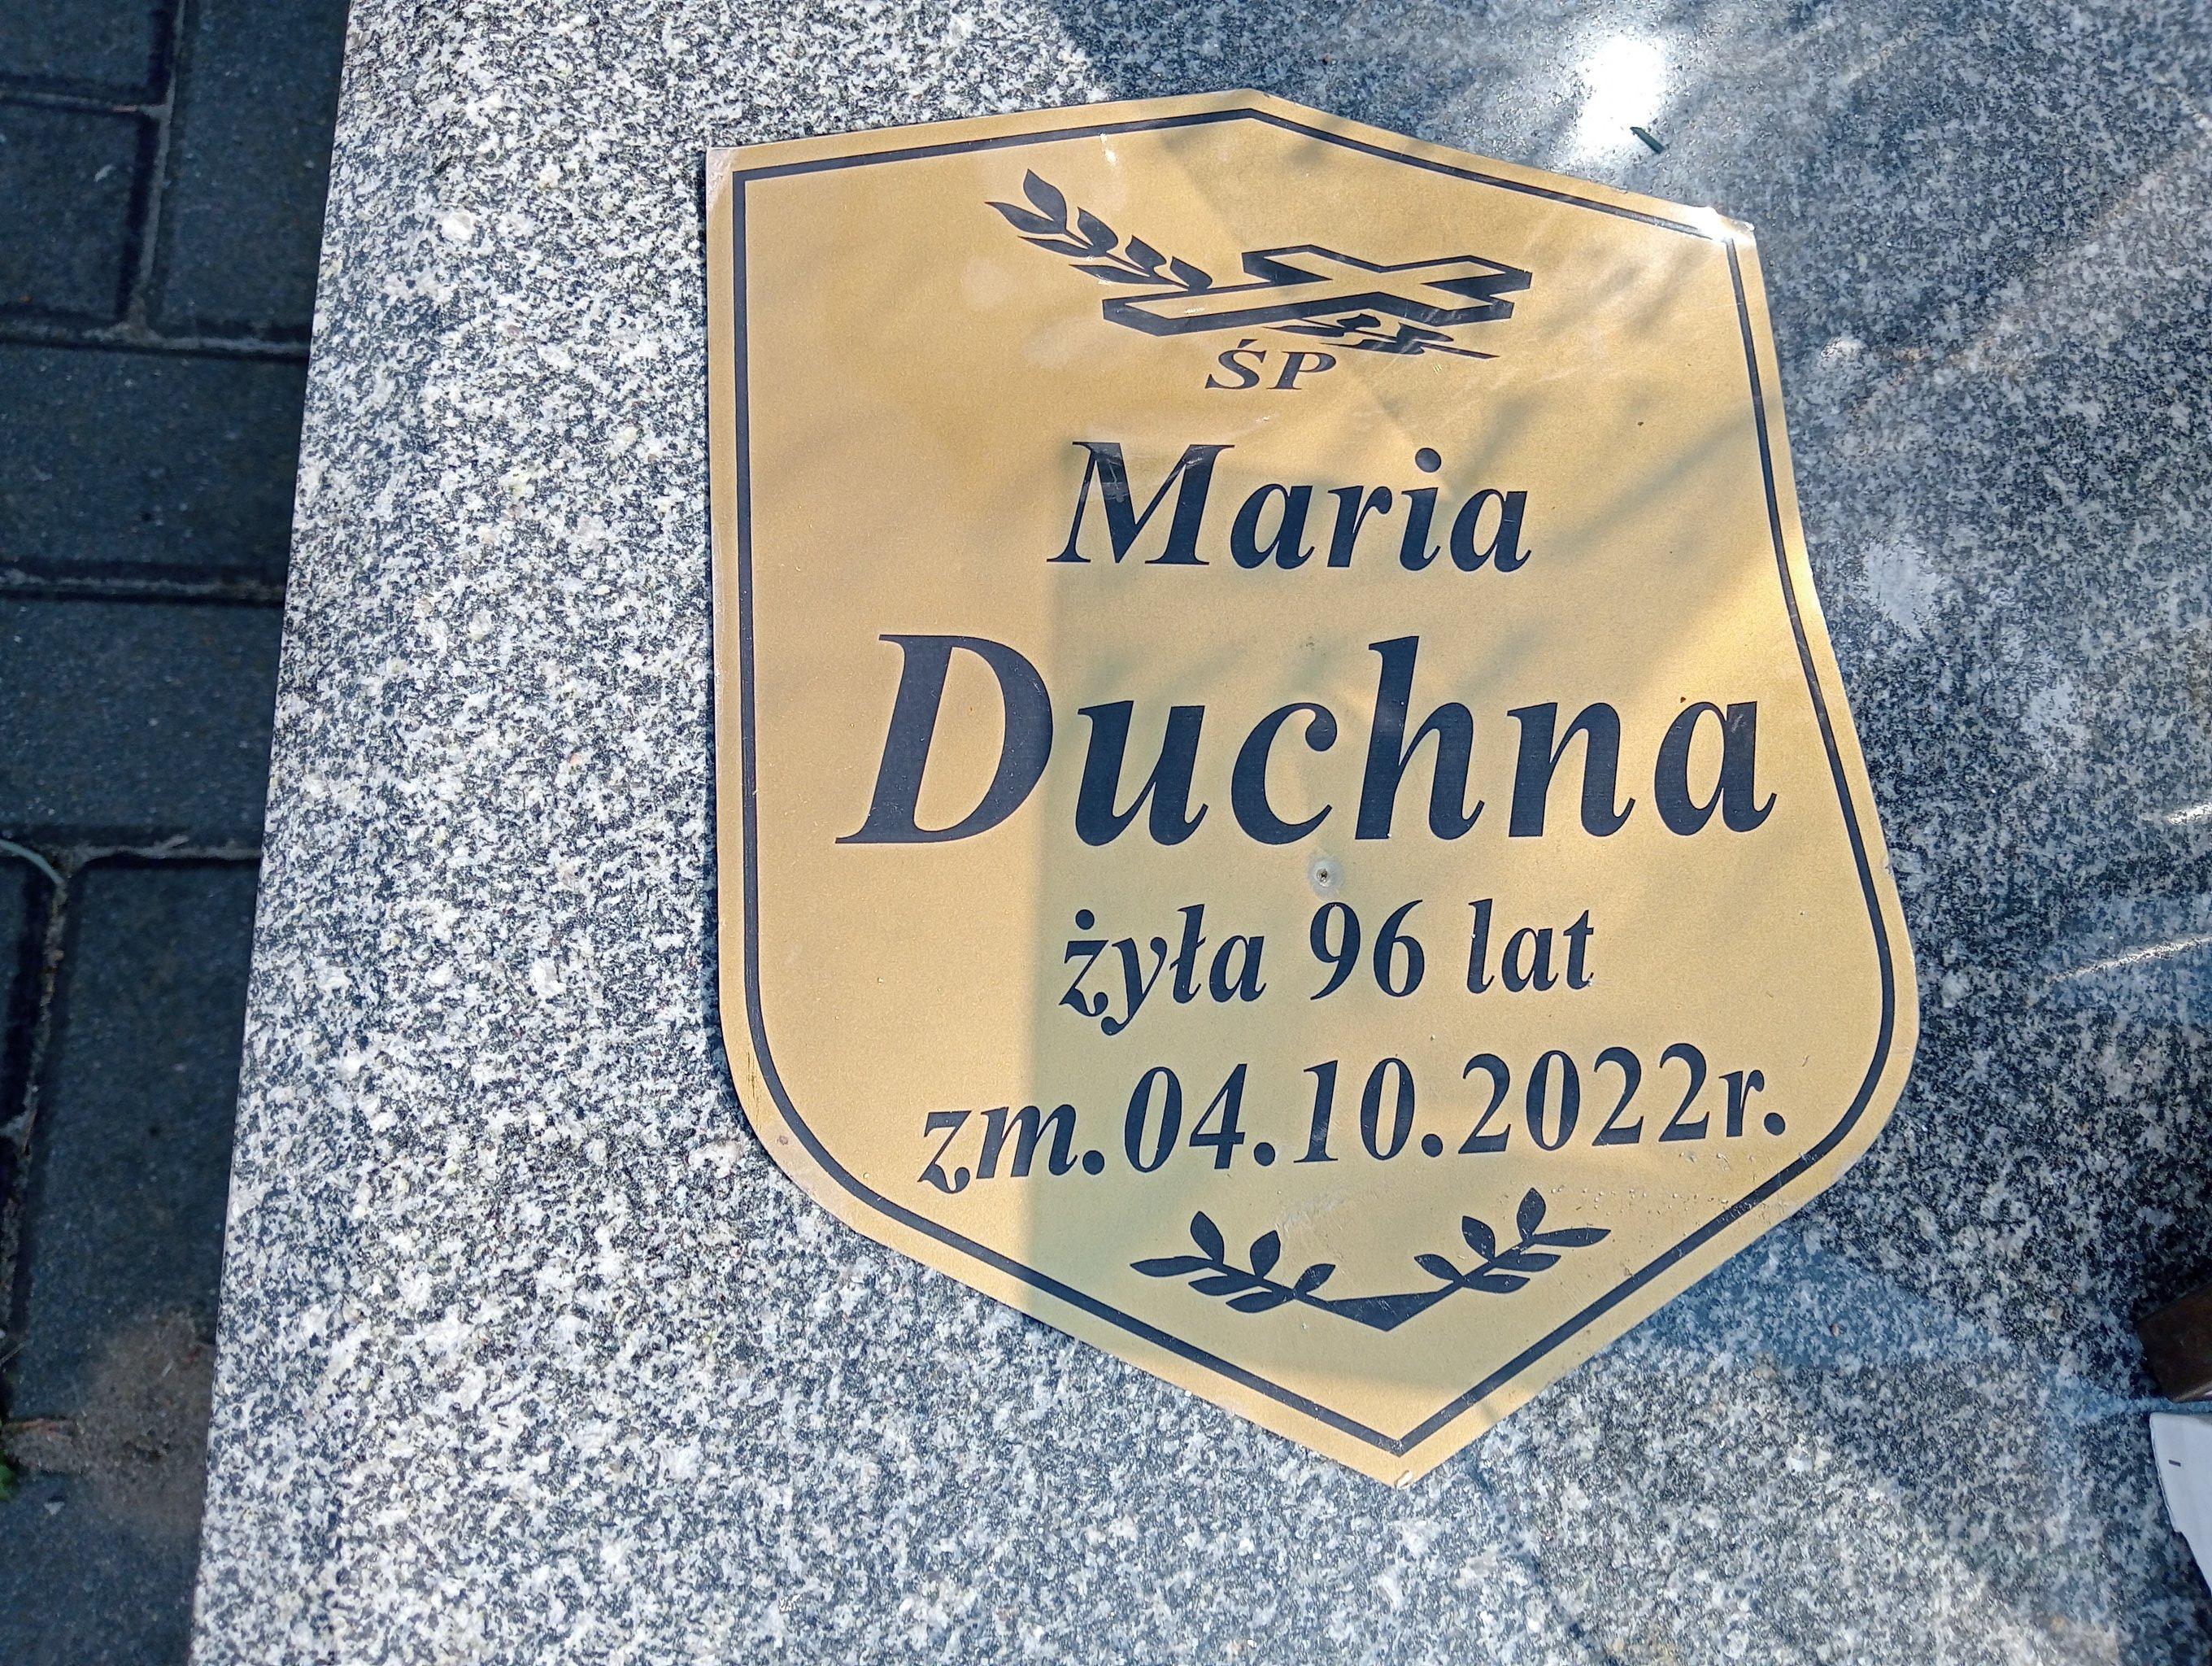 ŚP
Maria
Duchna
żyła 96 lat
zm.04.10.2022r.